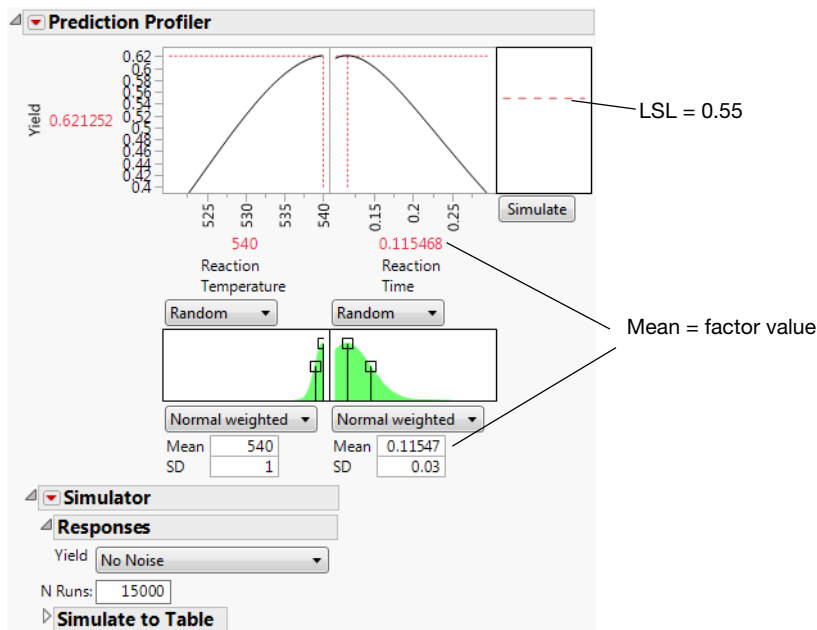 Prediction Profiler
Yield
0.621252
0.62
0.6
0.58
0.56
0.54
0.52
0.5
0.48
0.46
0.44
0.42
0.4
LSL = 0.55
525
530
535
540
0.15
0.2
0.25
Simulate
540
0.115468
Reaction
Temperature
Reaction
Time
Mean = factor value
Random
Random
Normal weighted
Normal weighted
Mean 540
Mean 0.11547
SD 1
SD 0.03
Simulator
Responses
Yield No Noise
N Runs: 15000
Simulate to Table